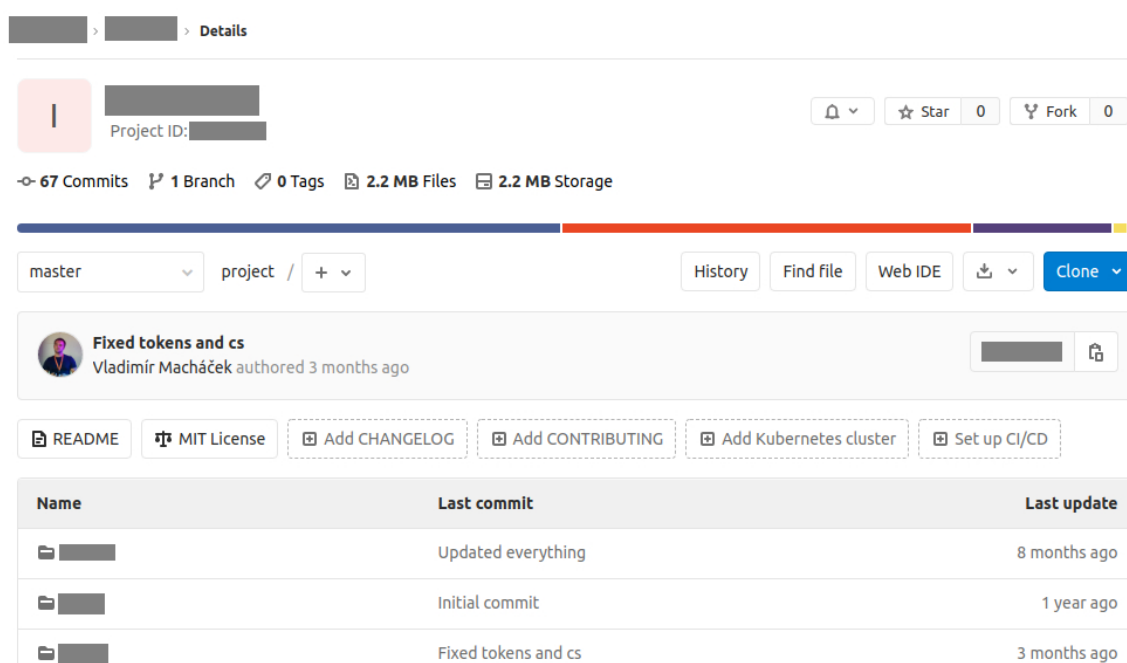 › › Details
I
Project ID:
Star 0 Fork 0
67 Commits 1 Branch 0 Tags 2.2 MB Files 2.2 MB Storage
master project / + History Find file Web IDE Clone
Fixed tokens and cs
Vladimír Macháček authored 3 months ago
README MIT License Add CHANGELOG Add CONTRIBUTING Add Kubernetes cluster Set up CI/CD
Name Last commit Last update
Updated everything 8 months ago
Initial commit 1 year ago
Fixed tokens and cs 3 months ago